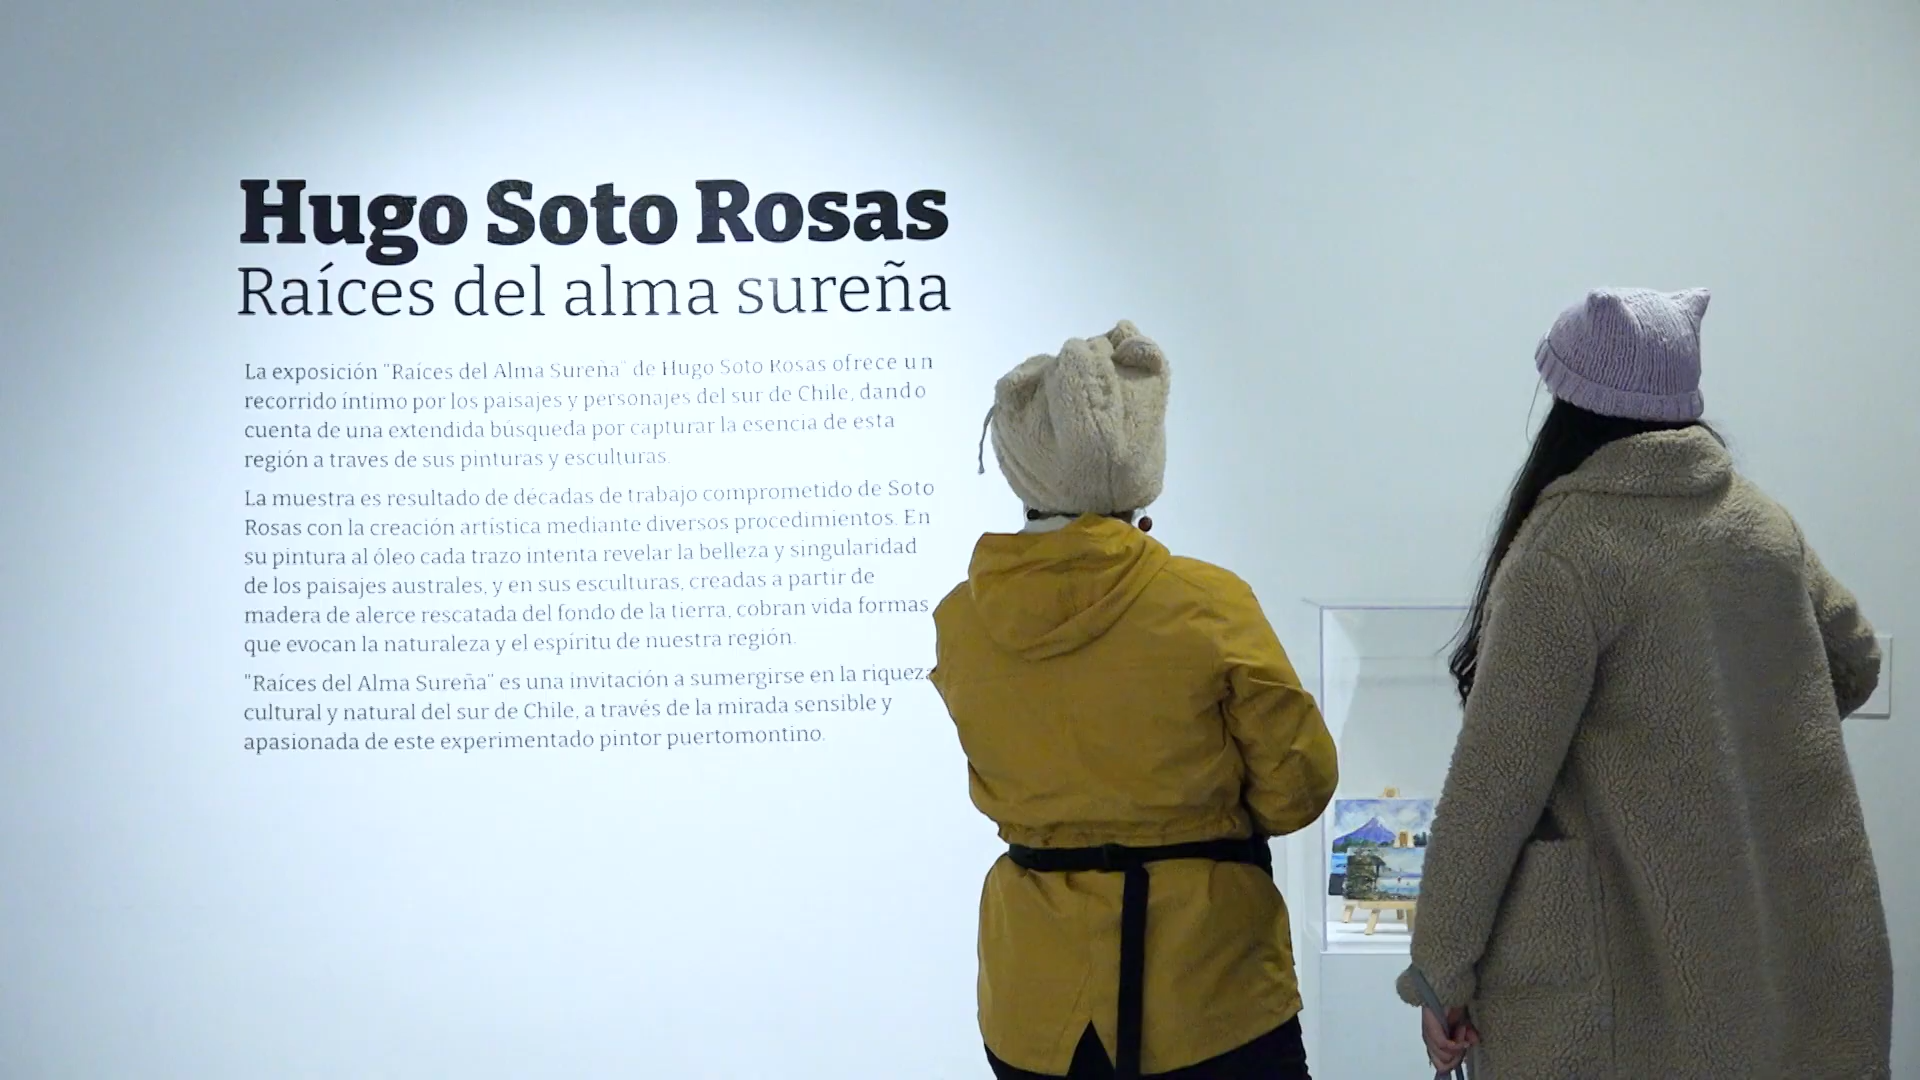 Hugo Soto Rosas
Raíces del alma sureña
La exposición "Raíces del Alma Sureña" de Hugo Soto Rosas ofrece un
recorrido íntimo por los paisajes y personajes del sur de Chile, dando
cuenta de una extendida búsqueda por capturar la esencia de esta
región a traves de sus pinturas y esculturas.
La muestra es resultado de décadas de trabajo comprometido de Soto
Rosas con la creación artística mediante diversos procedimientos. En
su pintura al óleo cada trazo intenta revelar la belleza y singularidad
de los paisajes australes, y en sus esculturas, creadas a partir de
madera de alerce rescatada del fondo de la tierra, cobran vida formas
que evocan la naturaleza y el espíritu de nuestra región.
"Raíces del Alma Sureña" es una invitación a sumergirse en la riqueza
cultural y natural del sur de Chile, a través de la mirada sensible y
apasionada de este experimentado pintor puertomontino.